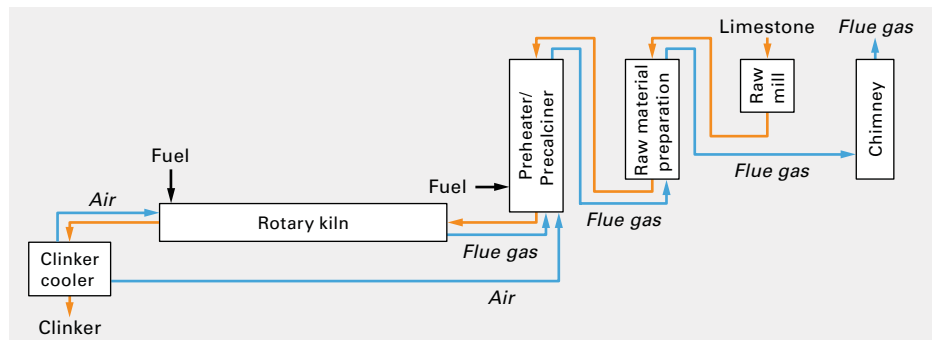 Limestone
Flue gas
Preheater/
Precalciner
Raw material
preparation
Raw
mill
Chimney
Fuel
Fuel
Flue gas
Air
Flue gas
Rotary kiln
Flue gas
Clinker
cooler
Air
Clinker